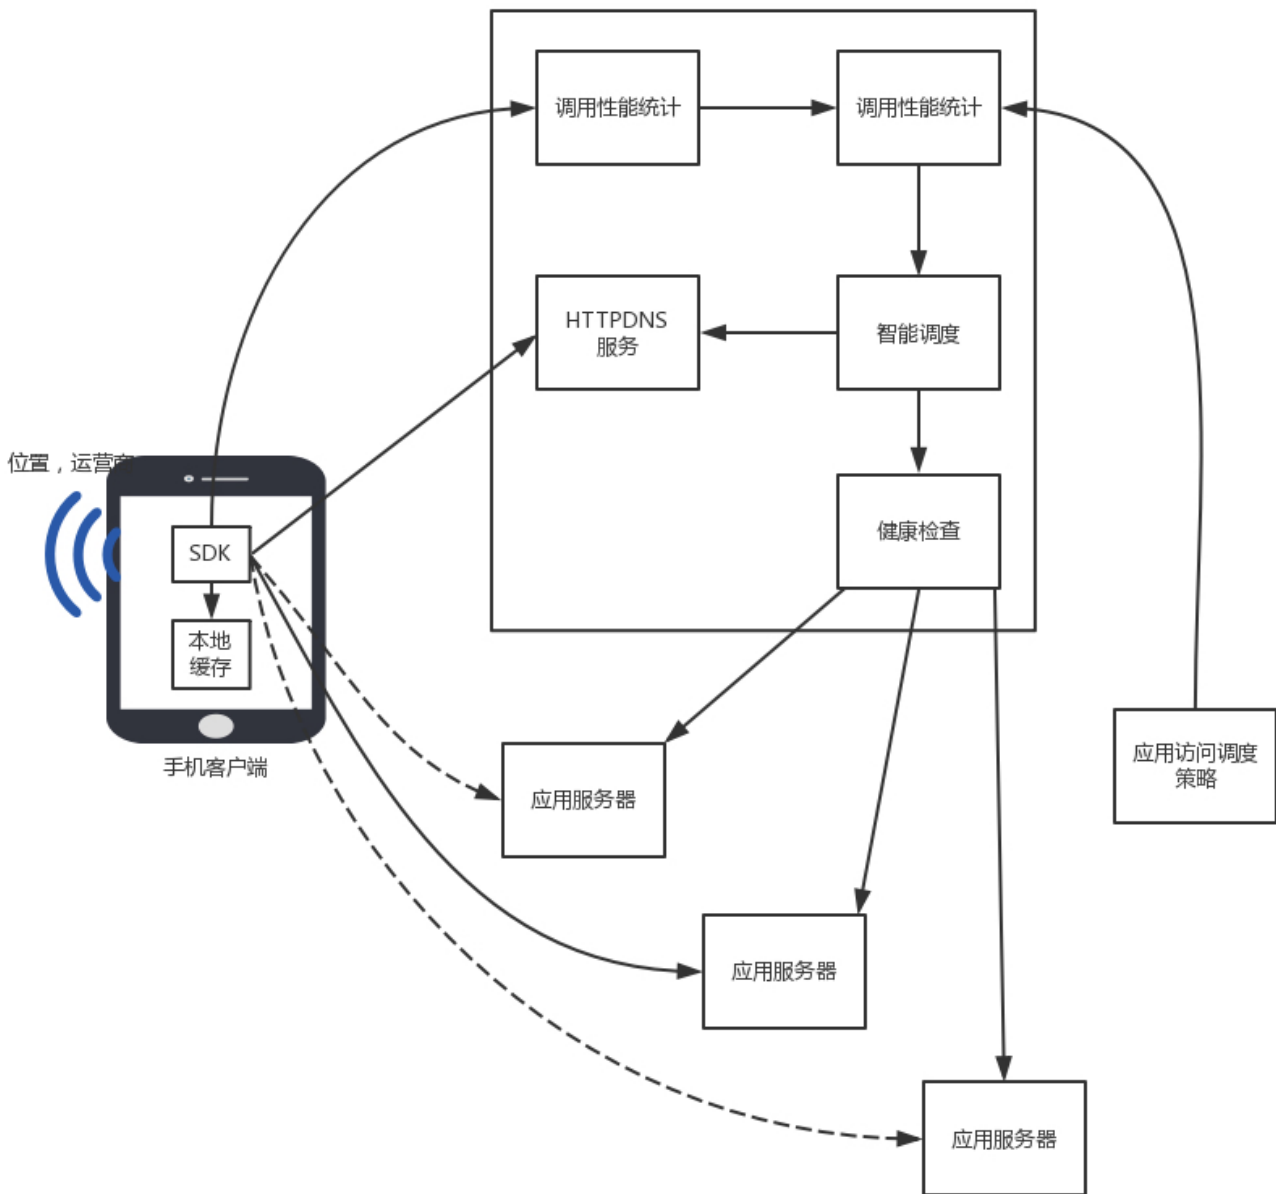 调用性能统计
调用性能统计
HTTPDNS
服务
智能调度
位置，运营商
健康检查
SDK
本地
缓存
手机客户端
应用访问调度
策略
应用服务器
应用服务器
应用服务器